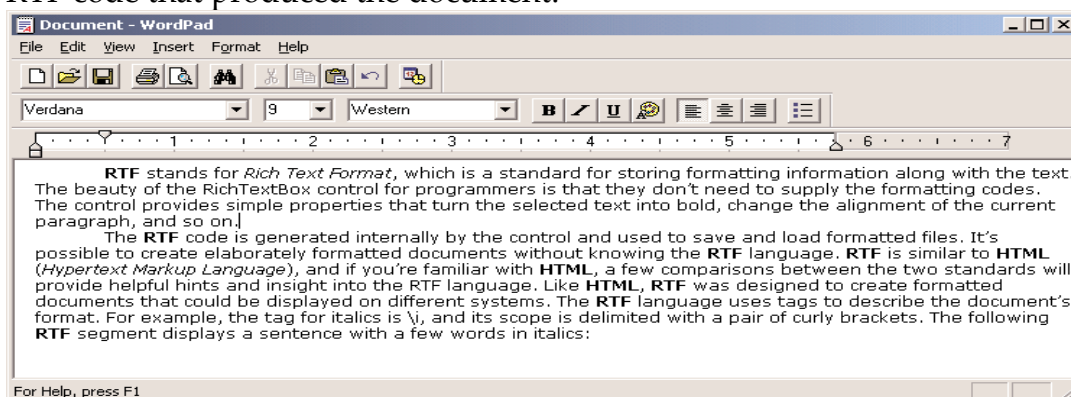 RTF code that produced the document.
Document - WordPad
File Edit View Insert Format Help
Verdana 9 Western B I U
1 2 3 4 5 6 7
RTF stands for Rich Text Format, which is a standard for storing formatting information along with the text.
The beauty of the RichTextBox control for programmers is that they don't need to supply the formatting codes.
The control provides simple properties that turn the selected text into bold, change the alignment of the current
paragraph, and so on.
The RTF code is generated internally by the control and used to save and load formatted files. It's
possible to create elaborately formatted documents without knowing the RTF language. RTF is similar to HTML
(Hypertext Markup Language), and if you're familiar with HTML, a few comparisons between the two standards will
provide helpful hints and insight into the RTF language. Like HTML, RTF was designed to create formatted
documents that could be displayed on different systems. The RTF language uses tags to describe the document's
format. For example, the tag for italics is \i, and its scope is delimited with a pair of curly brackets. The following
RTF segment displays a sentence with a few words in italics:
For Help, press F1